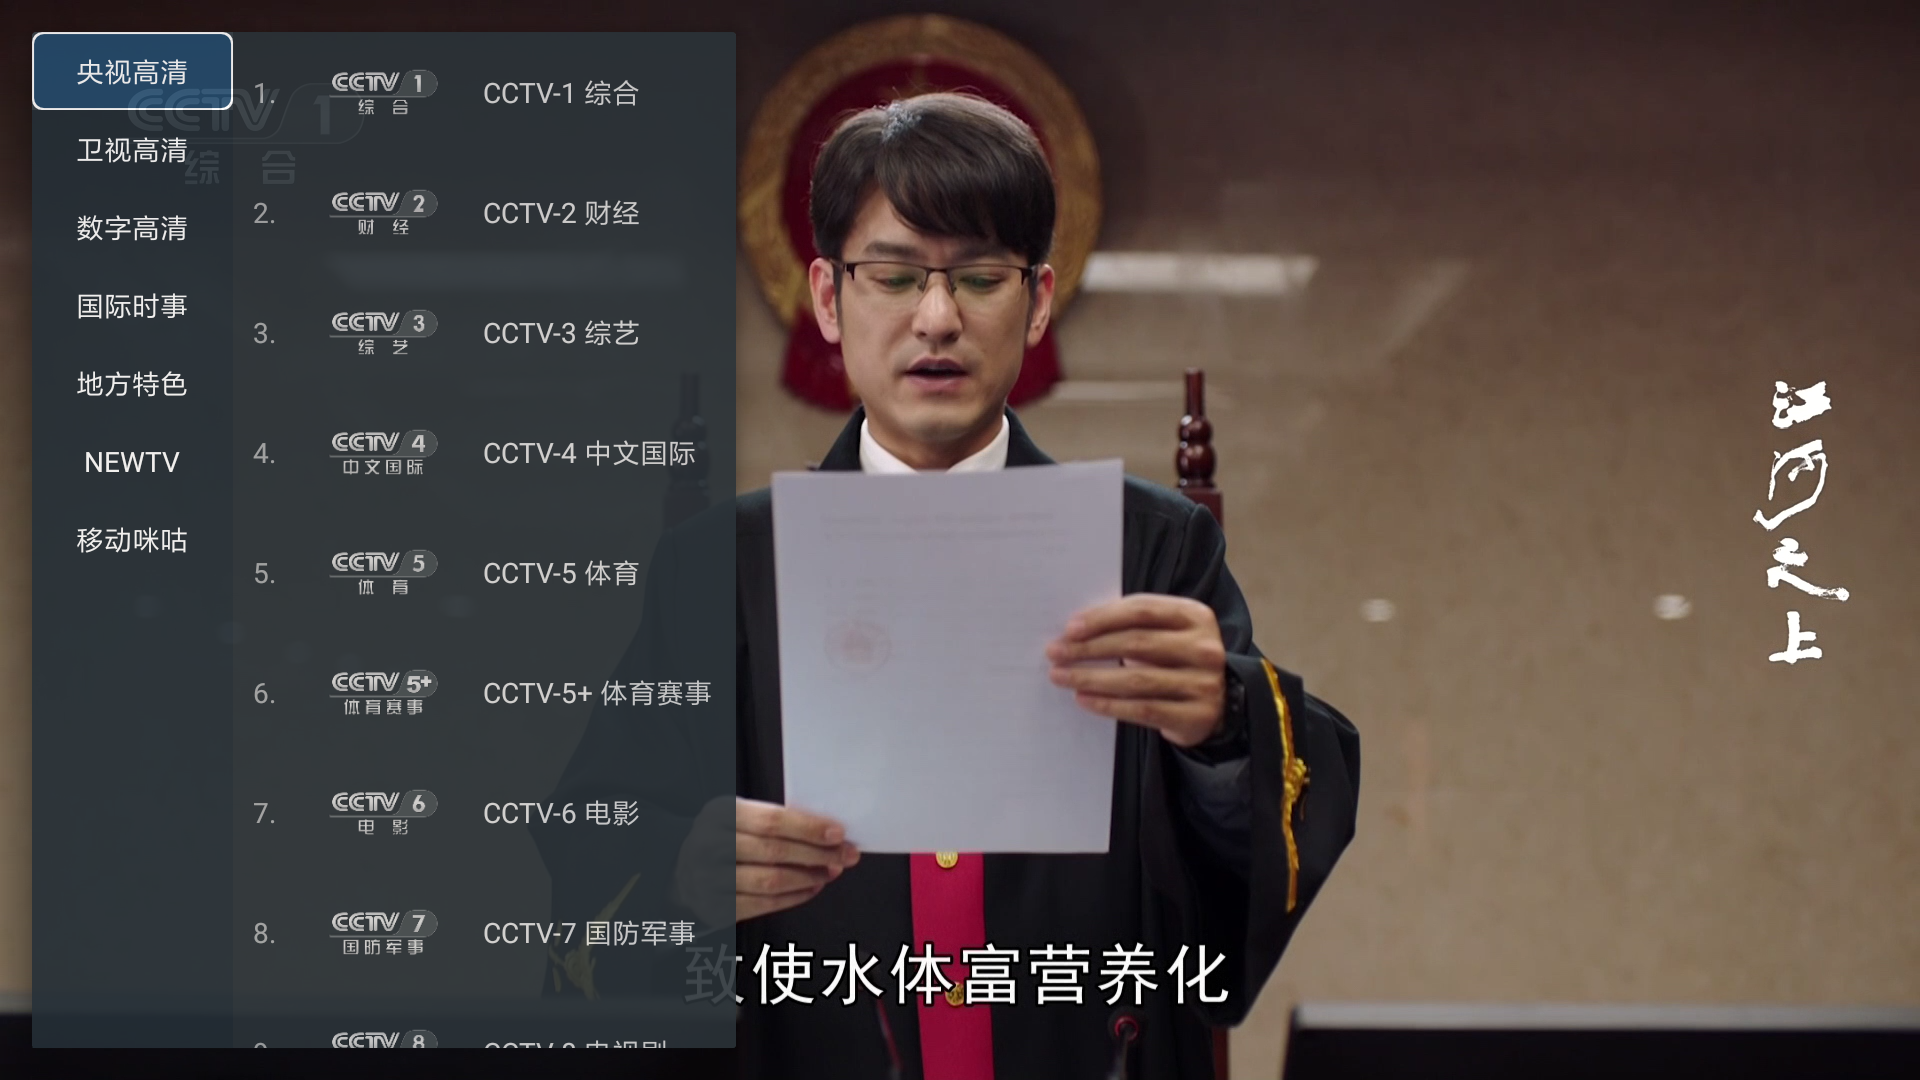 央视高清
卫视高清
数字高清
国际时事
地方特色
NEWTV
移动咪咕
CCTV 1
综 合
1. CCTV 1 综合 CCTV-1 综合
2. CCTV 2 财经 CCTV-2 财经
3. CCTV 3 综艺 CCTV-3 综艺
4. CCTV 4 中文国际 CCTV-4 中文国际
5. CCTV 5 体育 CCTV-5 体育
6. CCTV 5+ 体育赛事 CCTV-5+ 体育赛事
7. CCTV 6 电影 CCTV-6 电影
8. CCTV 7 国防军事 CCTV-7 国防军事
CCTV 8
江河之上
致使水体富营养化